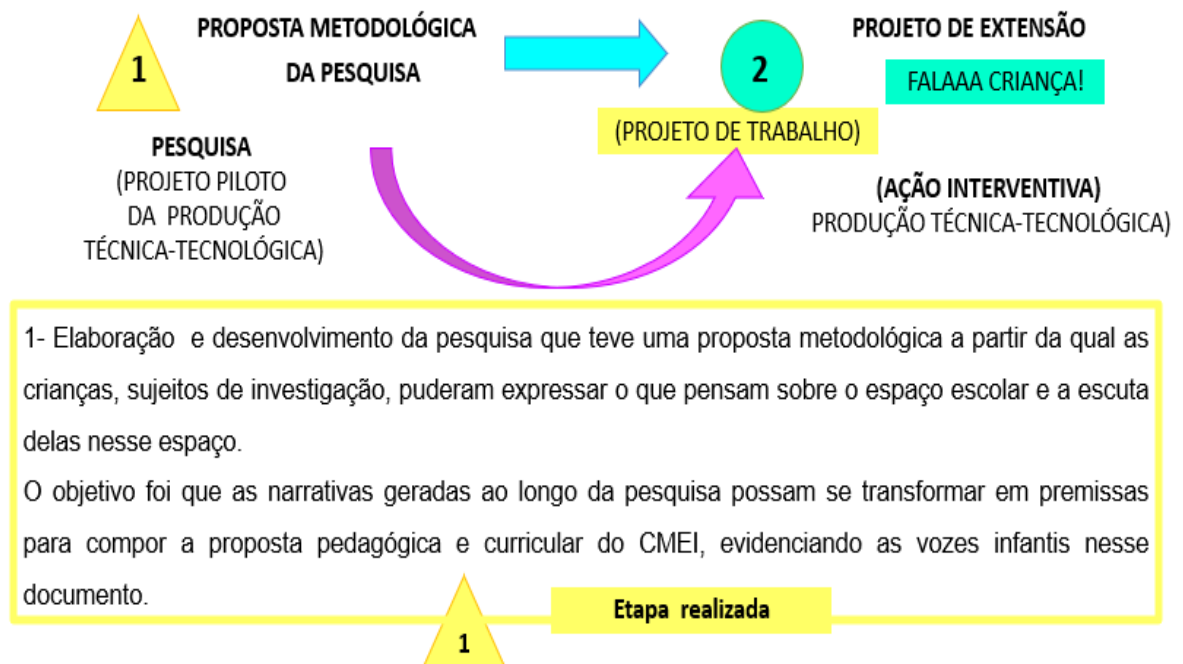 1
PROPOSTA METODOLÓGICA
DA PESQUISA
2
PROJETO DE EXTENSÃO
FALAAA CRIANÇA!
(PROJETO DE TRABALHO)
PESQUISA
(PROJETO PILOTO
DA PRODUÇÃO
TÉCNICA-TECNOLÓGICA)
(AÇÃO INTERVENTIVA)
PRODUÇÃO TÉCNICA-TECNOLÓGICA)
1- Elaboração e desenvolvimento da pesquisa que teve uma proposta metodológica a partir da qual as
crianças, sujeitos de investigação, puderam expressar o que pensam sobre o espaço escolar e a escuta
delas nesse espaço.
O objetivo foi que as narrativas geradas ao longo da pesquisa possam se transformar em premissas
para compor a proposta pedagógica e curricular do CMEI, evidenciando as vozes infantis nesse
documento.
Etapa realizada
1